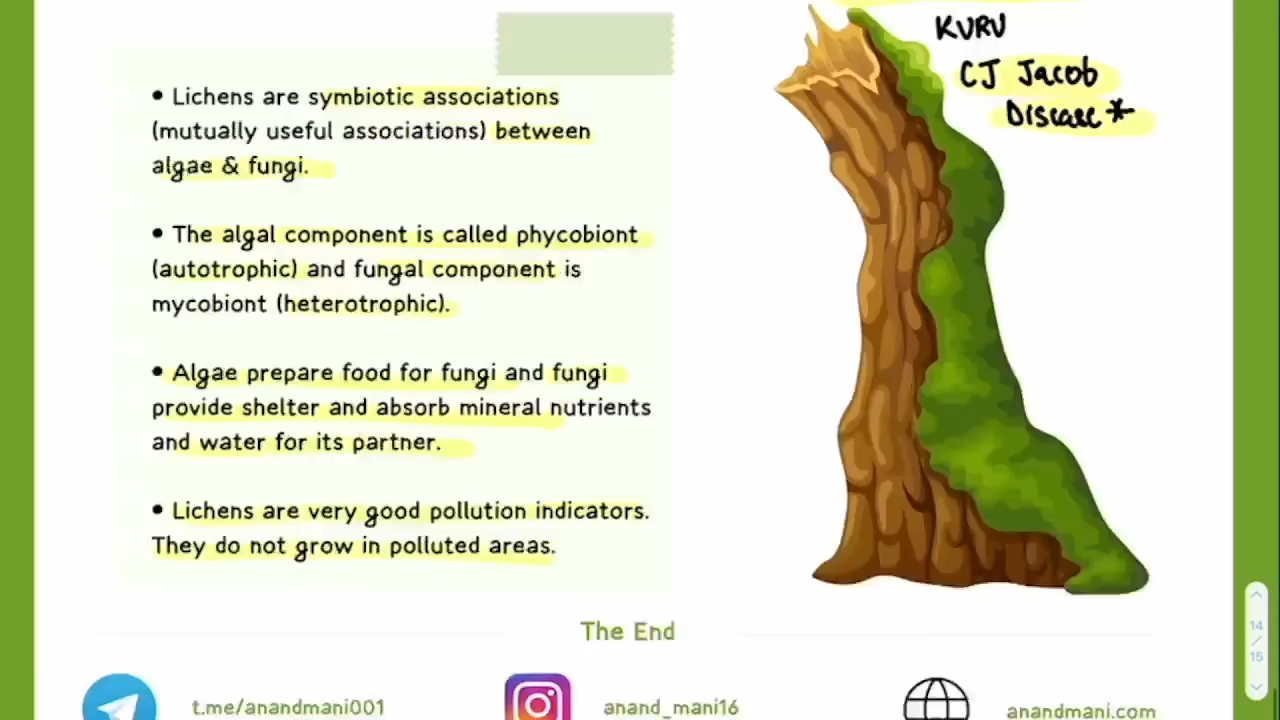 KURU
CJ Jacob
Disease*
• Lichens are symbiotic associations
(mutually useful associations) between
algae & fungi.
• The algal component is called phycobiont
(autotrophic) and fungal component is
mycobiont (heterotrophic).
• Algae prepare food for fungi and fungi
provide shelter and absorb mineral nutrients
and water for its partner.
• Lichens are very good pollution indicators.
They do not grow in polluted areas.
The End
t.me/anandmani001
anand_mani16
anandmani.com
14
/
15